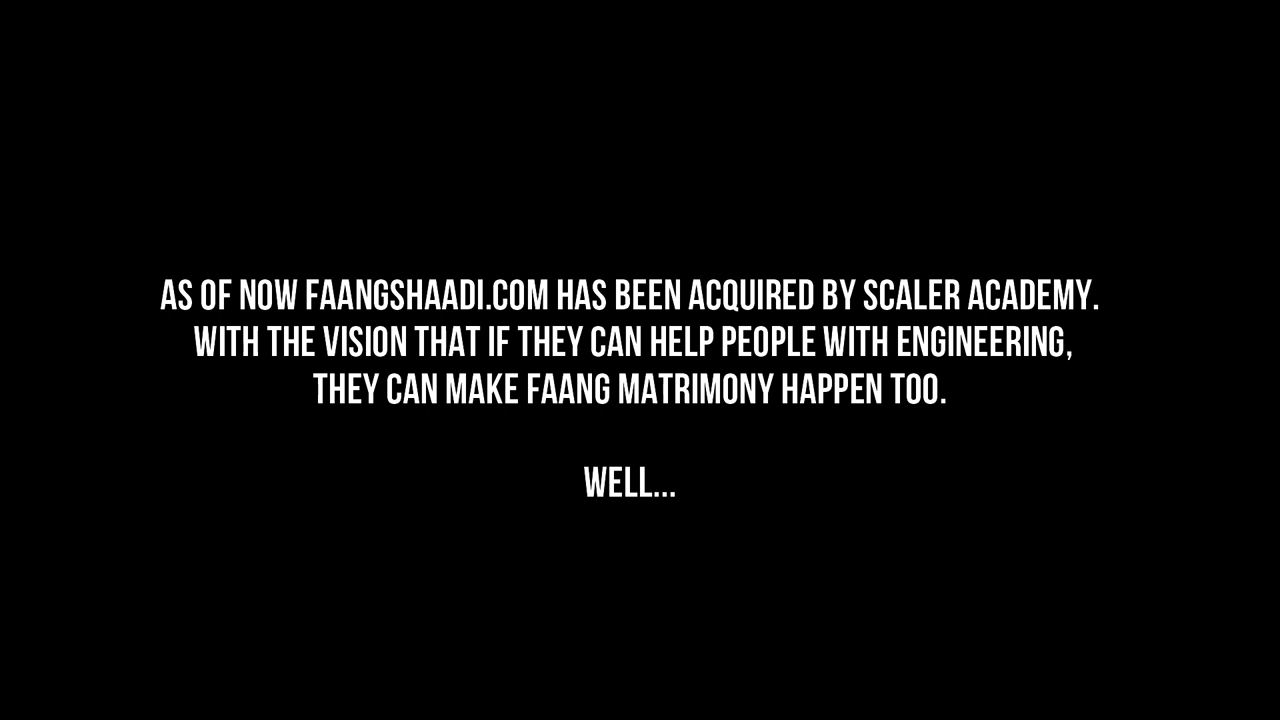 AS OF NOW FAANGSHAADI.COM HAS BEEN ACQUIRED BY SCALER ACADEMY.
WITH THE VISION THAT IF THEY CAN HELP PEOPLE WITH ENGINEERING,
THEY CAN MAKE FAANG MATRIMONY HAPPEN TOO.
WELL...